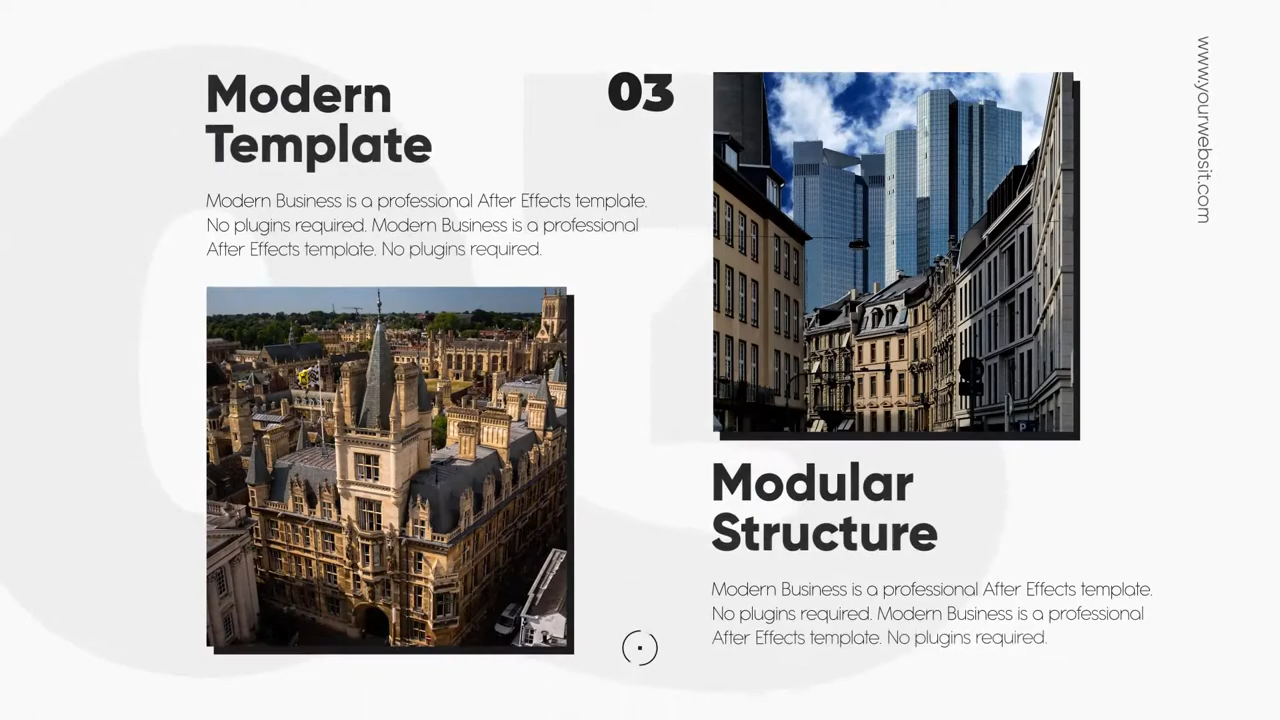 Modern
Template
Modern Business is a professional After Effects template.
No plugins required. Modern Business is a professional
After Effects template. No plugins required.
03
www.yourwebsit.com
Modular
Structure
Modern Business is a professional After Effects template.
No plugins required. Modern Business is a professional
After Effects template. No plugins required.